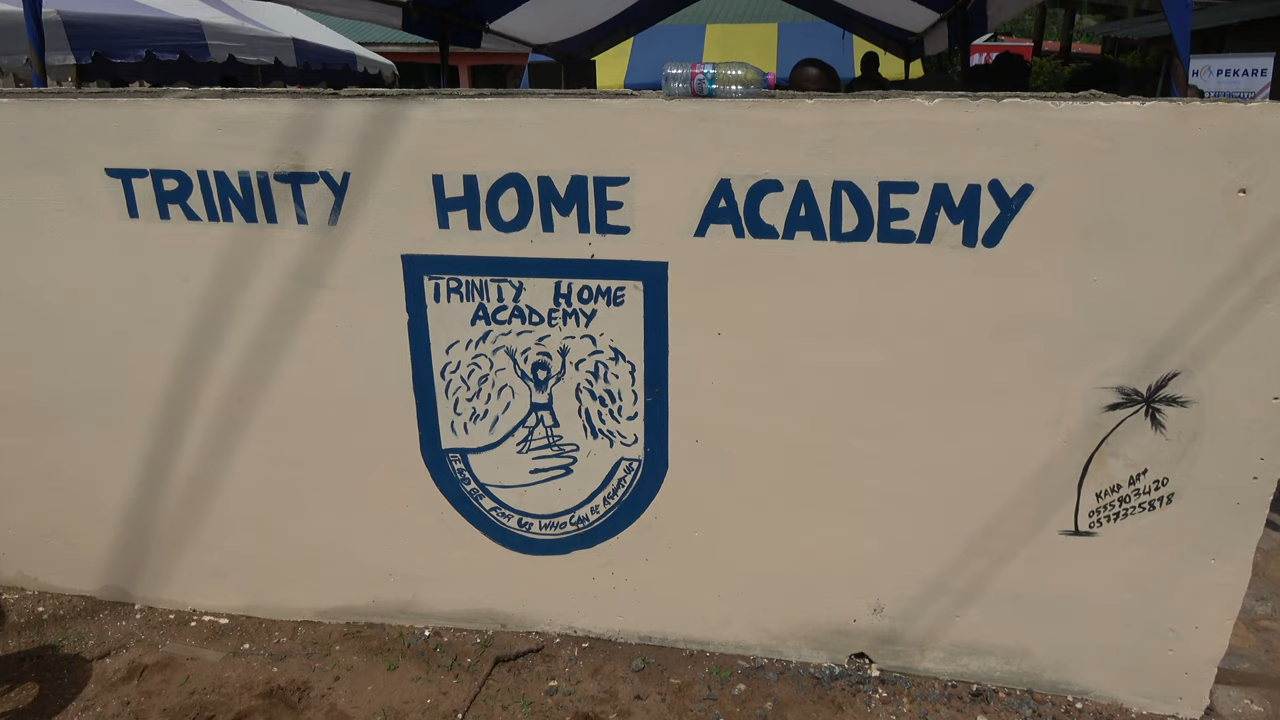 HOPEKARE
TRINITY HOME ACADEMY
TRINITY HOME
ACADEMY
IF GOD BE FOR US WHO CAN BE AGAINST US
KAKA ART
0555903420
0577325878